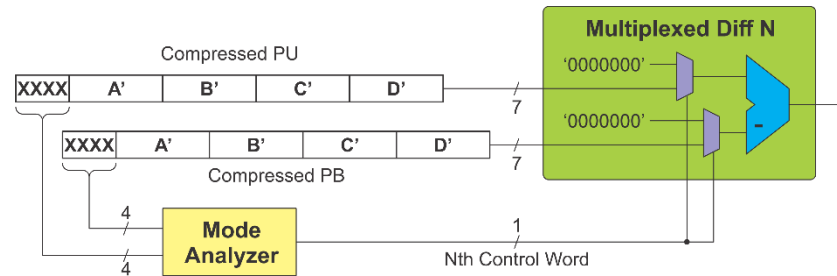 Multiplexed Diff N
Compressed PU
'0000000'
XXXX A' B' C' D'
7
'0000000'
-
XXXX A' B' C' D'
7
Compressed PB
4
Mode
Analyzer
1
4
Nth Control Word